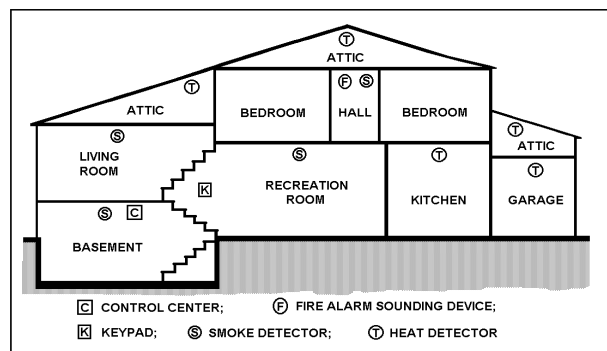 T
ATTIC
T
ATTIC
F S
BEDROOM HALL BEDROOM
T
ATTIC
S
LIVING
ROOM
K
S
RECREATION
ROOM
T
KITCHEN
T
GARAGE
S C
BASEMENT
C CONTROL CENTER; F FIRE ALARM SOUNDING DEVICE;
K KEYPAD; S SMOKE DETECTOR; T HEAT DETECTOR